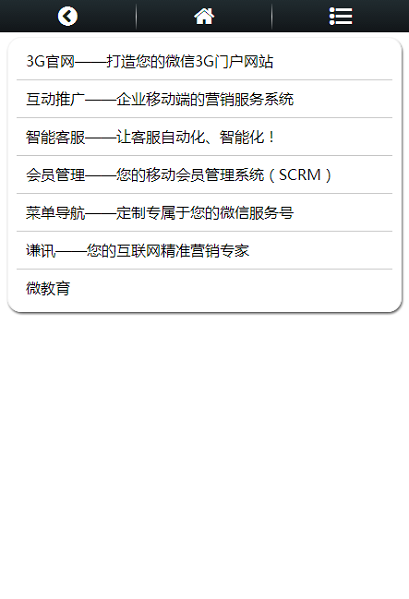 3G官网——打造您的微信3G门户网站
互动推广——企业移动端的营销服务系统
智能客服——让客服自动化、智能化！
会员管理——您的移动会员管理系统（SCRM）
菜单导航——定制专属于您的微信服务号
谦讯——您的互联网精准营销专家
微教育